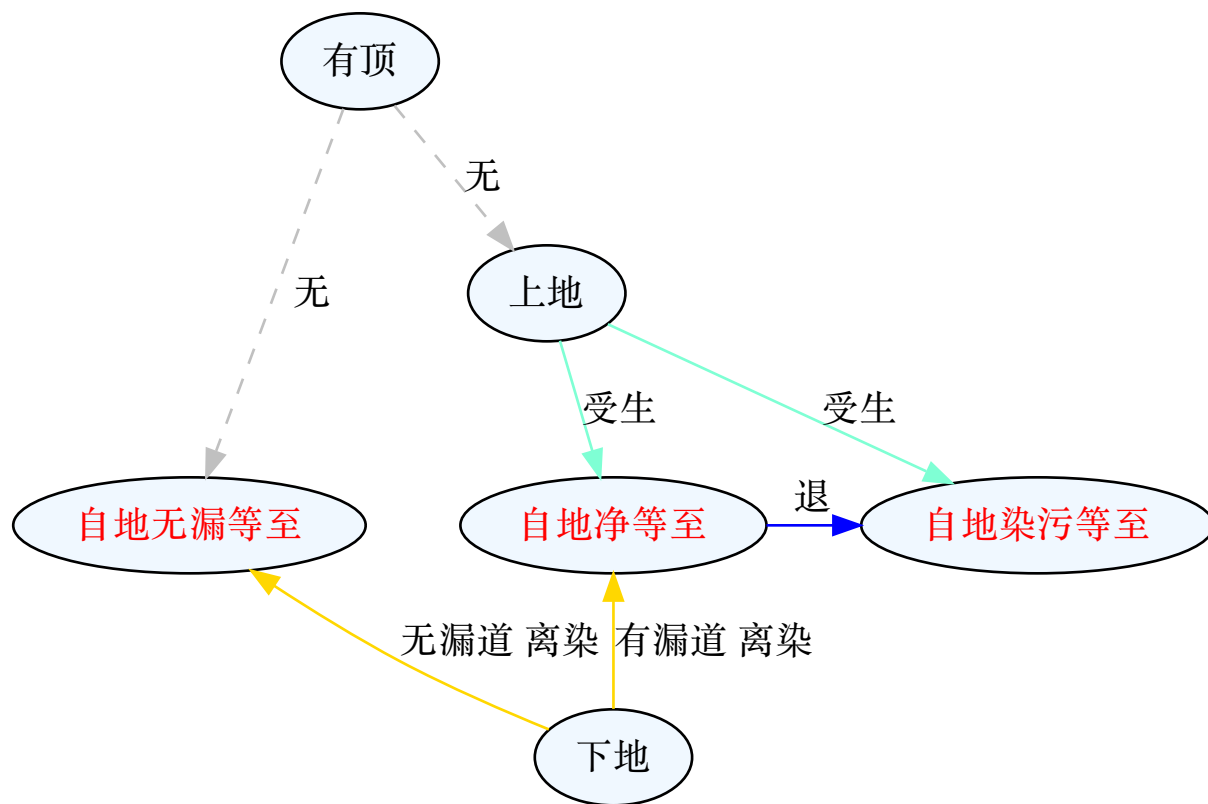 有顶
无
上地
无
受生
受生
自地无漏等至
自地净等至
退
自地染污等至
无漏道 离染
有漏道 离染
下地